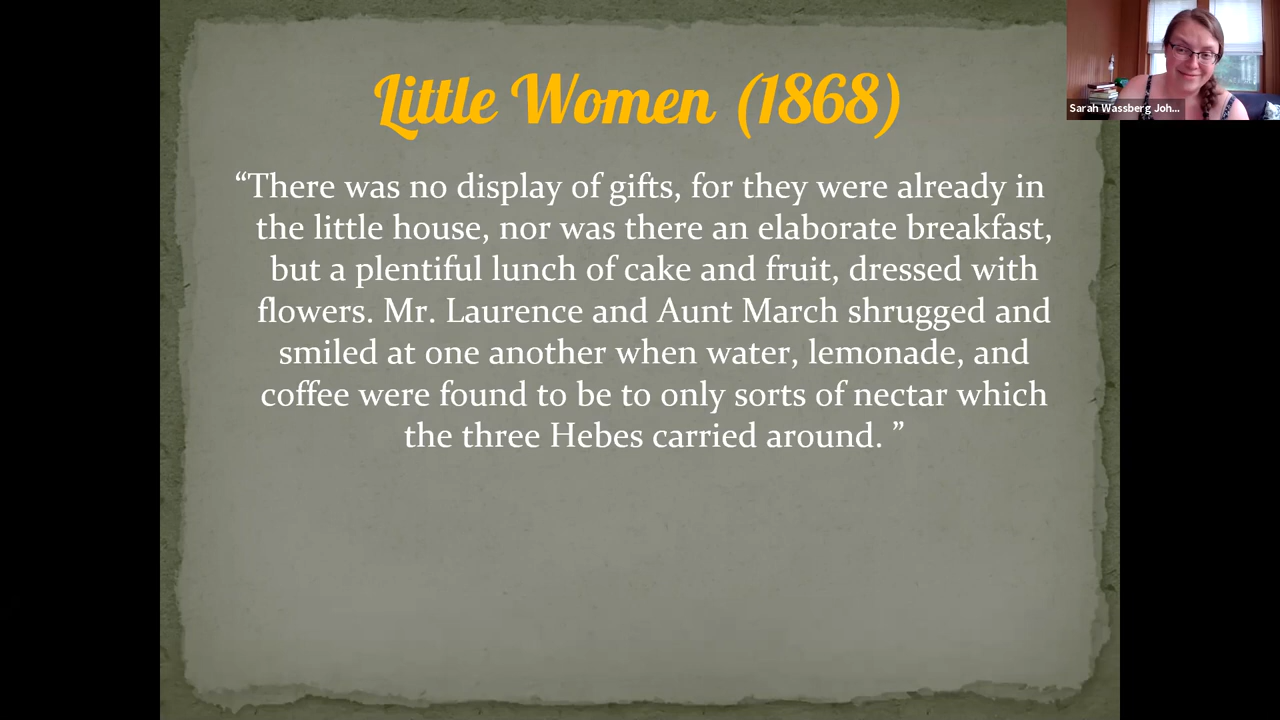 Little Women (1868)
Sarah Wassberg Joh...
“There was no display of gifts, for they were already in
the little house, nor was there an elaborate breakfast,
but a plentiful lunch of cake and fruit, dressed with
flowers. Mr. Laurence and Aunt March shrugged and
smiled at one another when water, lemonade, and
coffee were found to be to only sorts of nectar which
the three Hebes carried around. ”